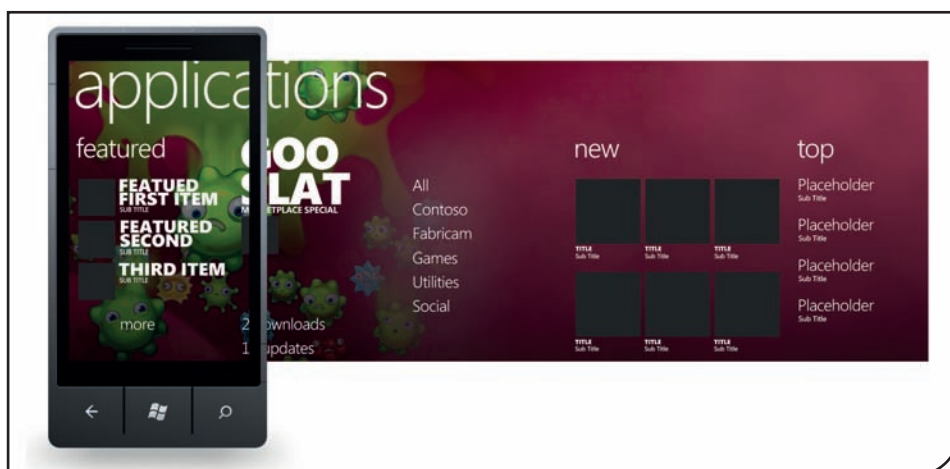 applications
featured
FEATUED
FIRST ITEM
SUB TITLE
FEATURED
SECOND
SUB TITLE
THIRD ITEM
SUB TITLE
more
GOO
SLAT
MARKETPLACE SPECIAL
2 downloads
1 updates
All
Contoso
Fabricam
Games
Utilities
Social
new
TITLE
Sub Title
TITLE
Sub Title
TITLE
Sub Title
TITLE
Sub Title
TITLE
Sub Title
TITLE
Sub Title
top
Placeholder
Sub Title
Placeholder
Sub Title
Placeholder
Sub Title
Placeholder
Sub Title